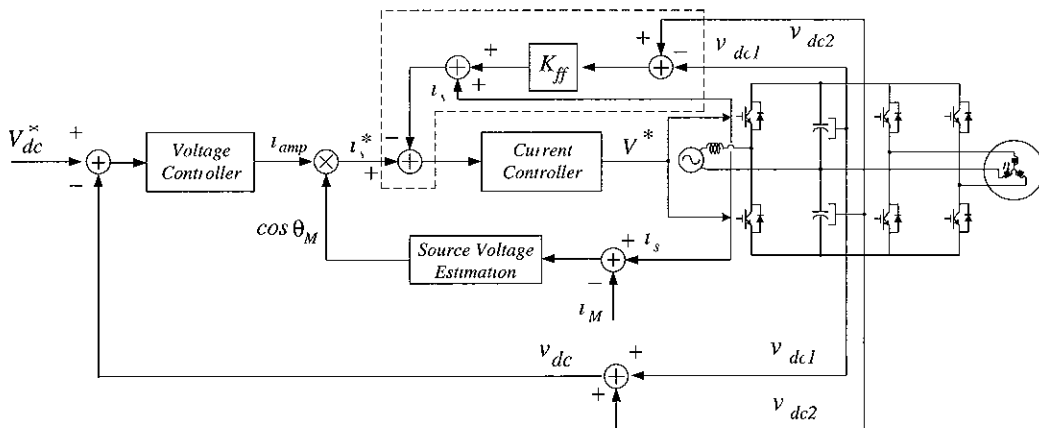 v dc2
v dc1
+
−
+
+
K ff
ı s
V dc *
+
−
Voltage
Controller
ı amp
×
ı s *
−
+
Current
Controller
V *
cos θ M
Source Voltage
Estimation
+
ı s
−
ı M
v dc
+
+
v dc1
v dc2